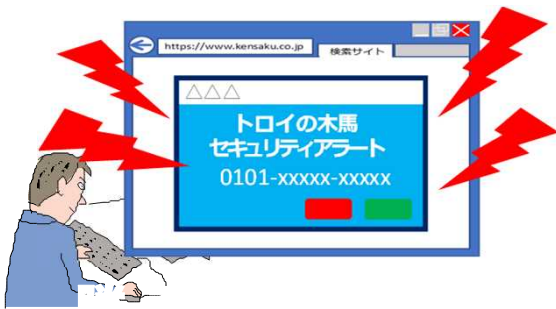 https://www.kensaku.co.jp
検索サイト
△△△
トロイの木馬
セキュリティアラート
0101-xxxxx-xxxxx